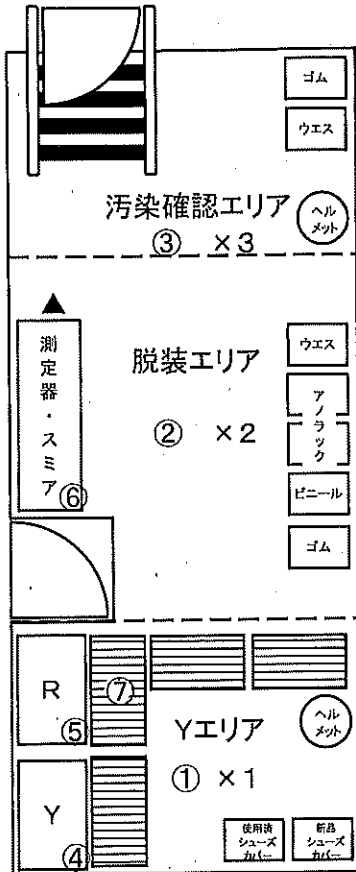 ゴム
ウエス
汚染確認エリア
ヘル
メット
③ ×3
脱装エリア
測定器・スミア
⑥
ウエス
アノラック
② ×2
ビニール
ゴム
R
⑤
⑦
Yエリア
ヘル
メット
① ×1
Y
④
使用済
シューズ
カバー
新品
シューズ
カバー